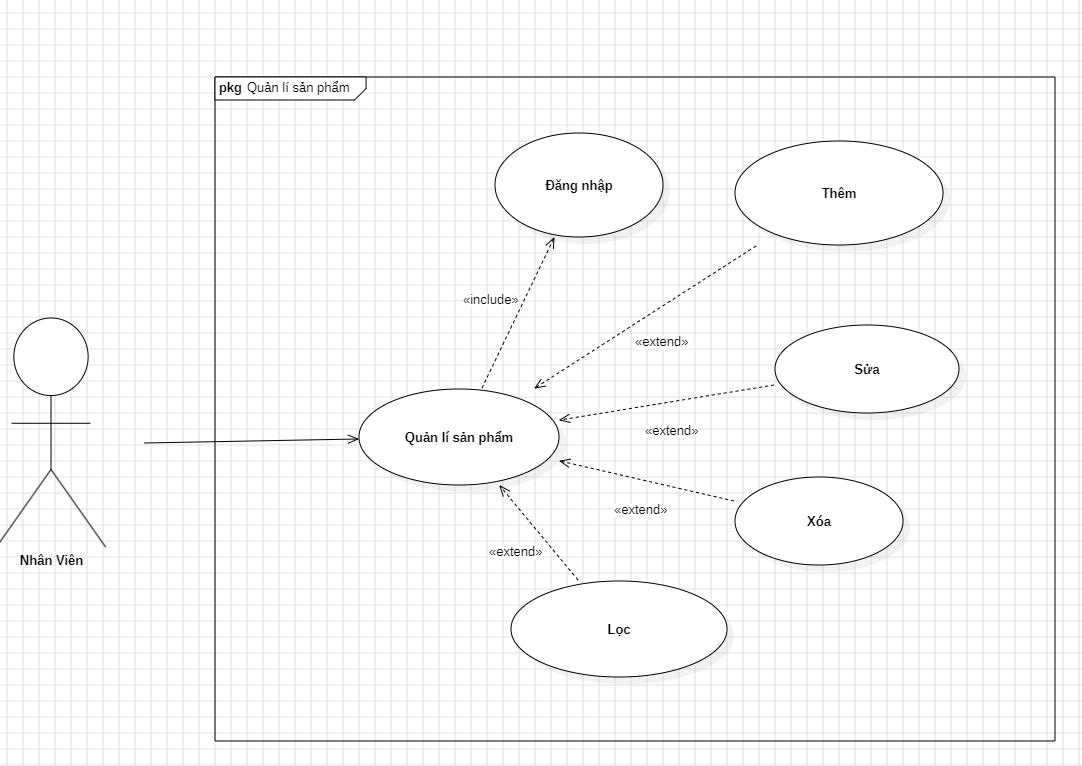 pkg Quản lí sản phẩm
Đăng nhập
Thêm
«include»
«extend»
Sửa
«extend»
Quản lí sản phẩm
«extend»
Xóa
«extend»
Nhân Viên
Lọc